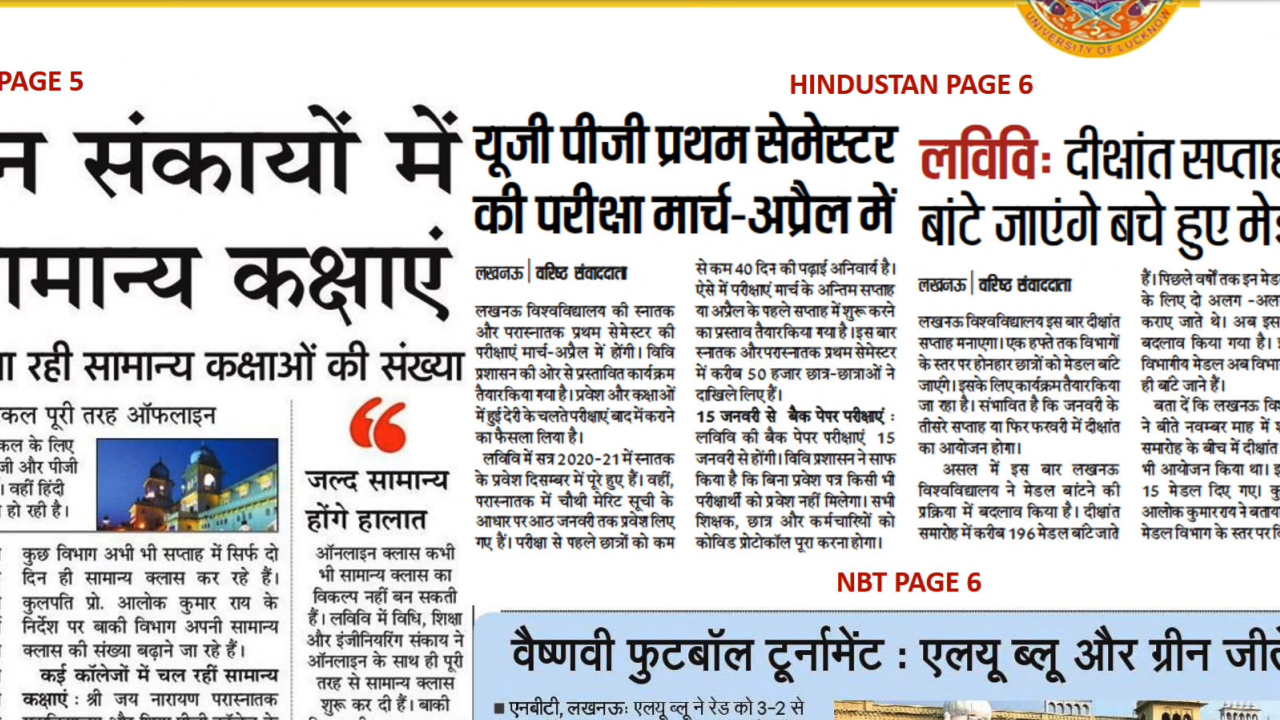 UNIVERSITY OF LUCKNOW
PAGE 5
HINDUSTAN PAGE 6
न संकायों में
मान्य कक्षाएं
रही सामान्य कक्षाओं की संख्या
पूरी तरह ऑफलाइन
कल के लिए
जी और पीजी
। वहीं हिंदी
हो रही है।
कुछ विभाग अभी भी सप्ताह में सिर्फ दो
दिन ही सामान्य क्लास कर रहे हैं।
कुलपति प्रो. आलोक कुमार राय के
निर्देश पर बाकी विभाग अपनी सामान्य
क्लास की संख्या बढ़ाने जा रहे हैं।
कई कॉलेजों में चल रहीं सामान्य
कक्षाएं : श्री जय नारायण परास्नातक
जल्द सामान्य
होंगे हालात
ऑनलाइन क्लास कभी
भी सामान्य क्लास का
विकल्प नहीं बन सकती
हैं। लविवि में विधि, शिक्षा
और इंजीनियरिंग संकाय ने
ऑनलाइन के साथ ही पूरी
तरह से सामान्य क्लास
शुरू कर दी हैं। बाकी
यूजी पीजी प्रथम सेमेस्टर
की परीक्षा मार्च-अप्रैल में
लखनऊ | वरिष्ठ संवाददाता
लखनऊ विश्वविद्यालय की स्नातक
और परास्नातक प्रथम सेमेस्टर की
परीक्षाएं मार्च-अप्रैल में होंगी। विवि
प्रशासन की ओर से प्रस्तावित कार्यक्रम
तैयार किया गया है। प्रवेश और कक्षाओं
में हुई देरी के चलते परीक्षाएं बाद में कराने
का फैसला लिया है।
लविवि में सत्र 2020-21 में स्नातक
के प्रवेश दिसम्बर में पूरे हुए हैं। वहीं,
परास्नातक में चौथी मेरिट सूची के
आधार पर आठ जनवरी तक प्रवेश लिए
गए हैं। परीक्षा से पहले छात्रों को कम
से कम 40 दिन की पढ़ाई अनिवार्य है।
ऐसे में परीक्षाएं मार्च के अन्तिम सप्ताह
या अप्रैल के पहले सप्ताह में शुरू करने
का प्रस्ताव तैयार किया गया है। इस बार
स्नातक और परास्नातक प्रथम सेमेस्टर
में करीब 50 हजार छात्र-छात्राओं ने
दाखिले लिए हैं।
15 जनवरी से बैक पेपर परीक्षाएं :
लविवि की बैक पेपर परीक्षाएं 15
जनवरी से होंगी। विवि प्रशासन ने साफ
किया है कि बिना प्रवेश पत्र किसी भी
परीक्षार्थी को प्रवेश नहीं मिलेगा। सभी
शिक्षक, छात्र और कर्मचारियों को
कोविड प्रोटोकॉल पूरा करना होगा।
लविविः दीक्षांत सप्ताह
बांटे जाएंगे बचे हुए
लखनऊ | वरिष्ठ संवाददाता
लखनऊ विश्वविद्यालय इस बार दीक्षांत
सप्ताह मनाएगा। एक हफ्ते तक विभागों
के स्तर पर होनहार छात्रों को मेडल बांटे
जाएंगे। इसके लिए कार्यक्रम तैयार किया
जा रहा है। संभावित है कि जनवरी के
तीसरे सप्ताह या फिर फरवरी में दीक्षांत
का आयोजन होगा।
असल में इस बार लखनऊ
विश्वविद्यालय ने मेडल बांटने की
प्रक्रिया में बदलाव किया है। दीक्षांत
समारोह में करीब 196 मेडल बांटे जाते
हैं। पिछले वर्षों तक इन
के लिए दो अलग -अल
कराए जाते थे। अब इस
बदलाव किया गया है।
विभागीय मेडल अब
ही बांटे जाने हैं।
बता दें कि लखनऊ
ने बीते नवम्बर माह में
समारोह के बीच में दीक्षांत
भी आयोजन किया था।
15 मेडल दिए गए।
आलोक कुमार राय ने
मेडल विभाग के स्तर पर
NBT PAGE 6
वैष्णवी फुटबॉल टूर्नामेंट : एलयू ब्लू और ग्रीन जीते
एनबीटी, लखनऊः एलयू ब्लू ने रेड को 3-2 से